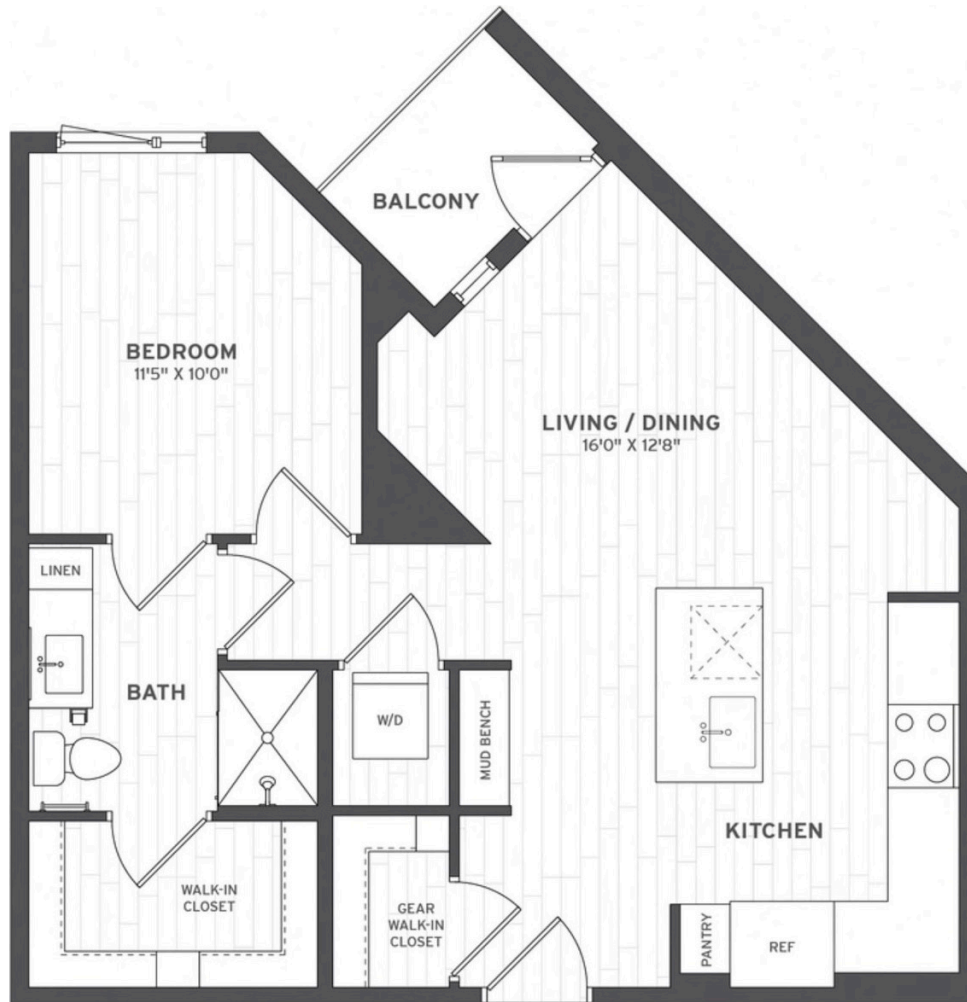 BALCONY
BEDROOM
11'5" X 10'0"
LIVING / DINING
16'0" X 12'8"
LINEN
BATH
W/D
MUD BENCH
KITCHEN
WALK-IN
CLOSET
GEAR
WALK-IN
CLOSET
PANTRY
REF